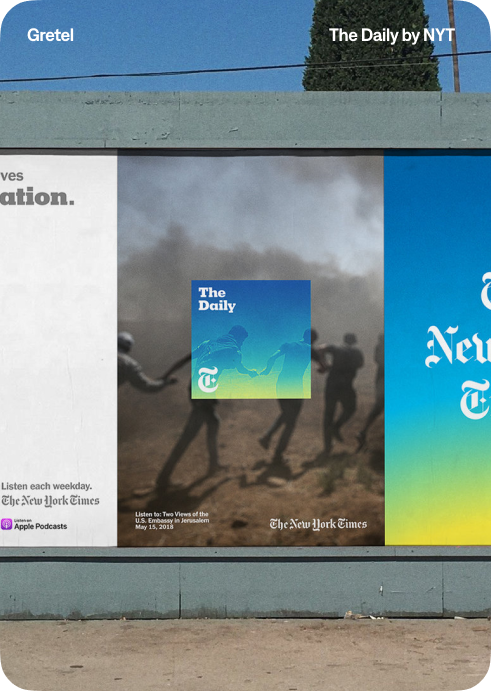 Gretel
The Daily by NYT
ves
ation.
Listen each weekday.
The New York Times
Listen on
Apple Podcasts
The
Daily
T
Listen to: Two Views of the
U.S. Embassy in Jerusalem
May 15, 2018
The New York Times
T
New
T